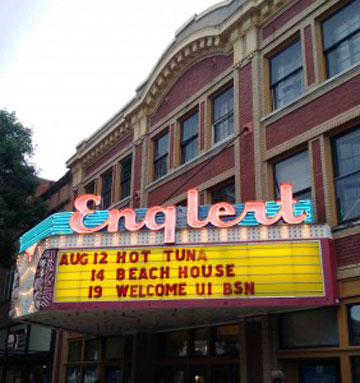 Englert
AUG 12 HOT TUNA
14 BEACH HOUSE
19 WELCOME UI BSN